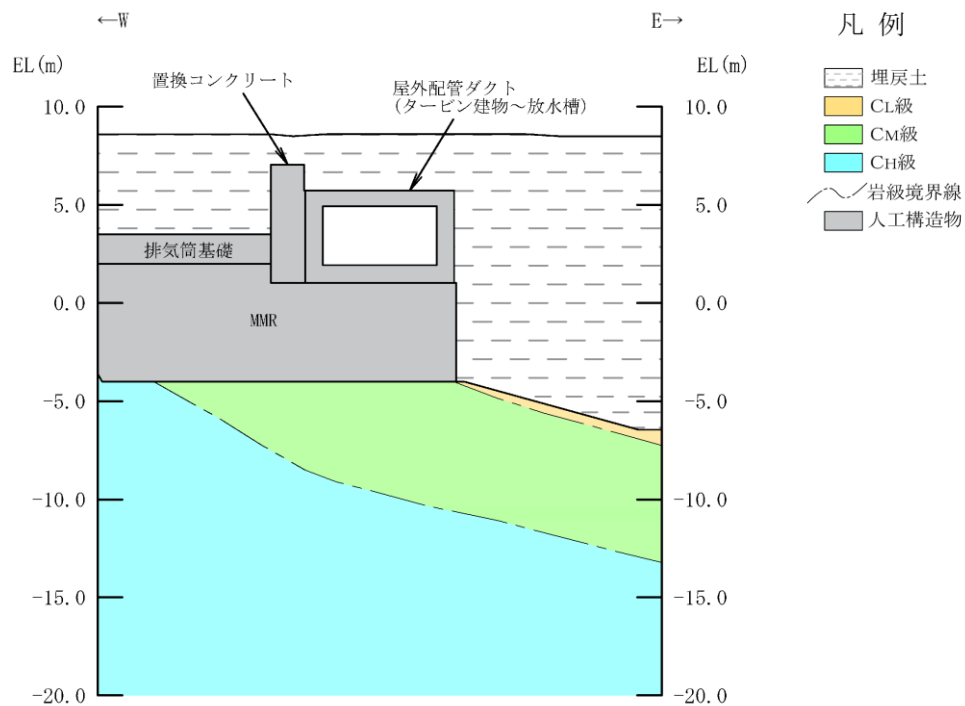 ←W
E→
凡 例
EL(m)
EL(m)
置換コンクリート
屋外配管ダクト
(タービン建物～放水槽)
埋戻土
CL級
CM級
CH級
岩級境界線
人工構造物
10.0
10.0
5.0
5.0
排気筒基礎
0.0
0.0
MMR
-5.0
-5.0
-10.0
-10.0
-15.0
-15.0
-20.0
-20.0